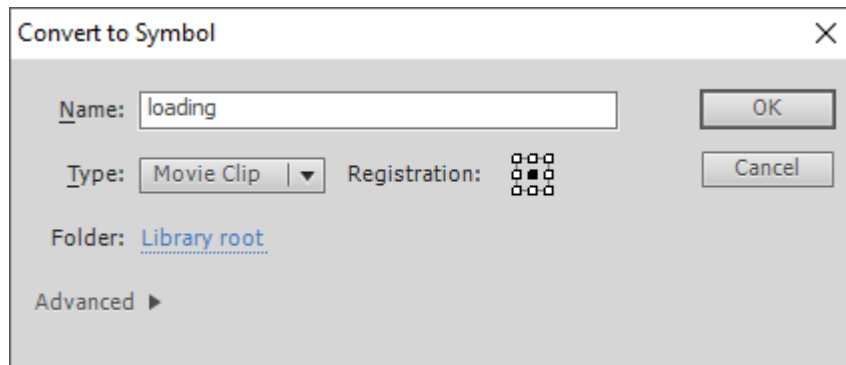 Convert to Symbol
Name: loading OK
Type: Movie Clip Registration: Cancel
Folder: Library root
Advanced